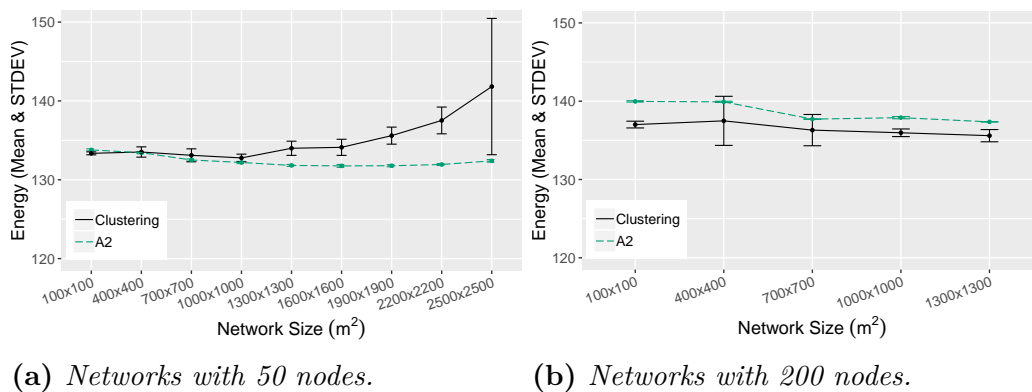 150
140
130
120
Energy (Mean & STDEV)
Clustering
A2
100x100
400x400
700x700
1000x1000
1300x1300
1600x1600
1900x1900
2200x2200
2500x2500
Network Size (m²)
(a) Networks with 50 nodes.
150
140
130
120
Energy (Mean & STDEV)
Clustering
A2
100x100
400x400
700x700
1000x1000
1300x1300
Network Size (m²)
(b) Networks with 200 nodes.